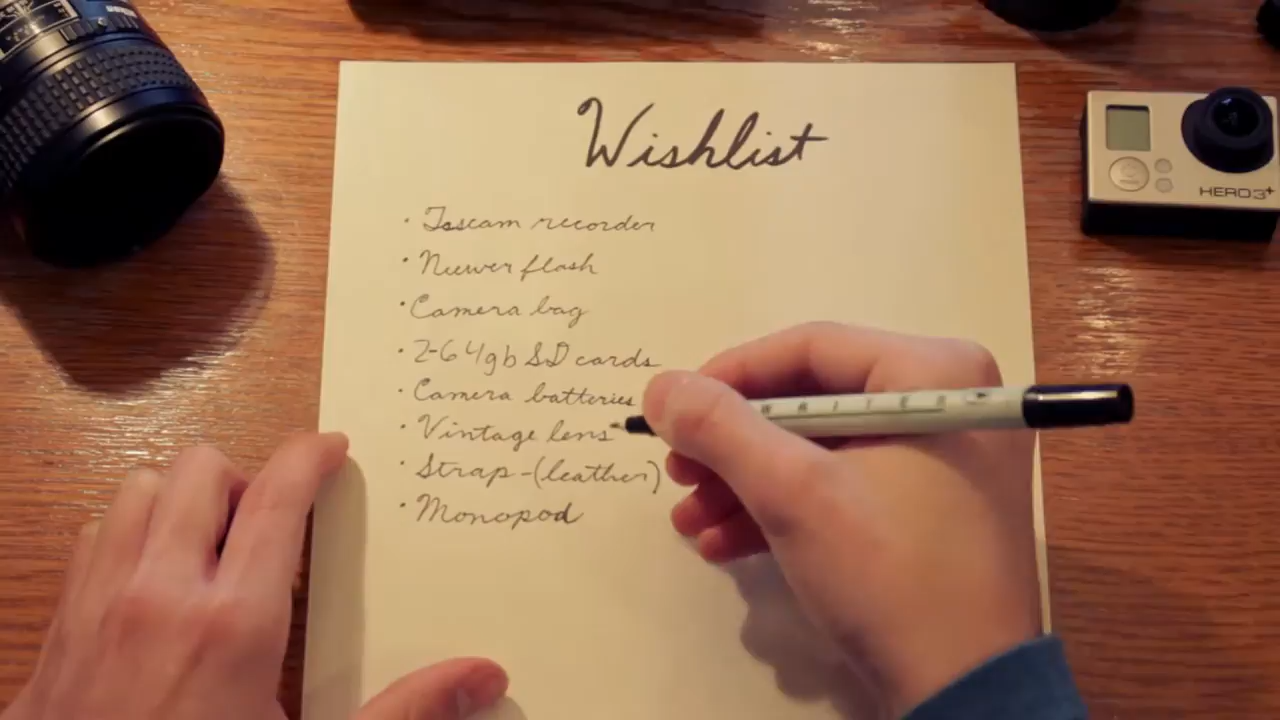 Wishlist
· Tascam recorder
· Neewer flash
· Camera bag
· 2-64gb SD cards
· Camera batteries
· Vintage lens
· Strap-(leather)
· Monopod
HERO3+
WRITER